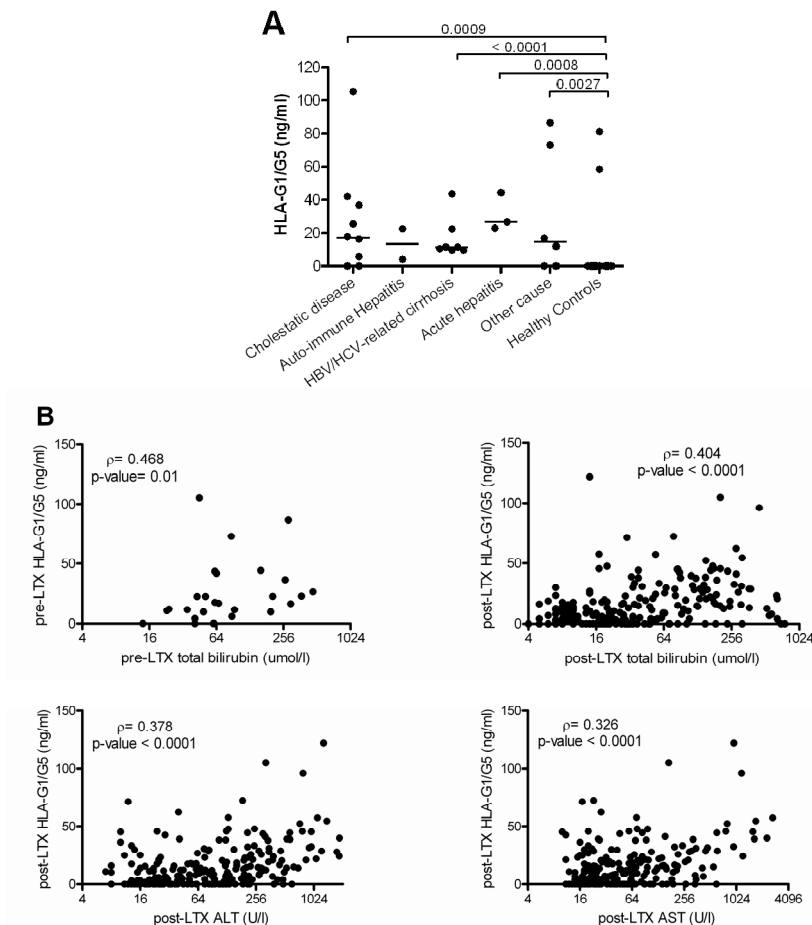 A
0.0009
< 0.0001
0.0008
0.0027
HLA-G1/G5 (ng/ml)
120
100
80
60
40
20
0
Cholestatic disease
Auto-immune Hepatitis
HBV/HCV-related cirrhosis
Acute hepatitis
Other cause
Healthy Controls
B
pre-LTX HLA-G1/G5 (ng/ml)
150
100
50
0
ρ= 0.468
p-value= 0.01
4 16 64 256 1024
pre-LTX total bilirubin (umol/l)
post-LTX HLA-G1/G5 (ng/ml)
150
100
50
0
ρ= 0.404
p-value < 0.0001
4 16 64 256 1024
post-LTX total bilirubin (umol/l)
post-LTX HLA-G1/G5 (ng/ml)
150
100
50
0
ρ= 0.378
p-value < 0.0001
4 16 64 256 1024
post-LTX ALT (U/l)
post-LTX HLA-G1/G5 (ng/ml)
150
100
50
0
ρ= 0.326
p-value < 0.0001
4 16 64 256 1024 4096
post-LTX AST (U/l)